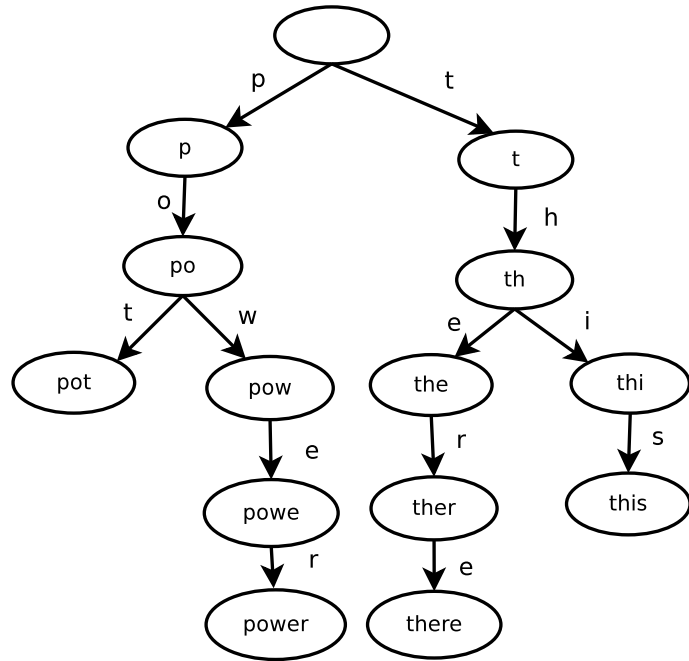 p t
p t
o h
po th
t w e i
pot pow the thi
e r s
powe ther this
r e
power there